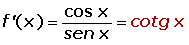 f'(x) = cos x / sen x = cotg x